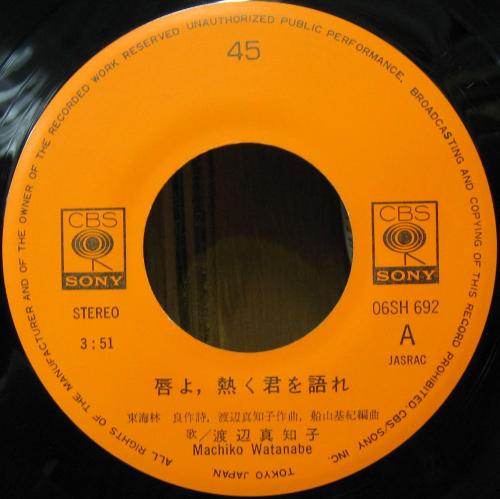 ALL RIGHTS OF THE MANUFACTURER AND OF THE OWNER OF THE RECORDED WORK RESERVED UNAUTHORIZED PUBLIC PERFORMANCE, BROADCASTING AND COPYING OF THIS RECORD PROHIBITED. CBS/SONY INC. TOKYO JAPAN.
45
CBS
SONY
CBS
SONY
STEREO
3:51
06SH 692
A
JASRAC
唇よ,熱く君を語れ
東海林 良作詩,渡辺真知子作曲,船山基紀編曲
歌/渡辺真知子
Machiko Watanabe